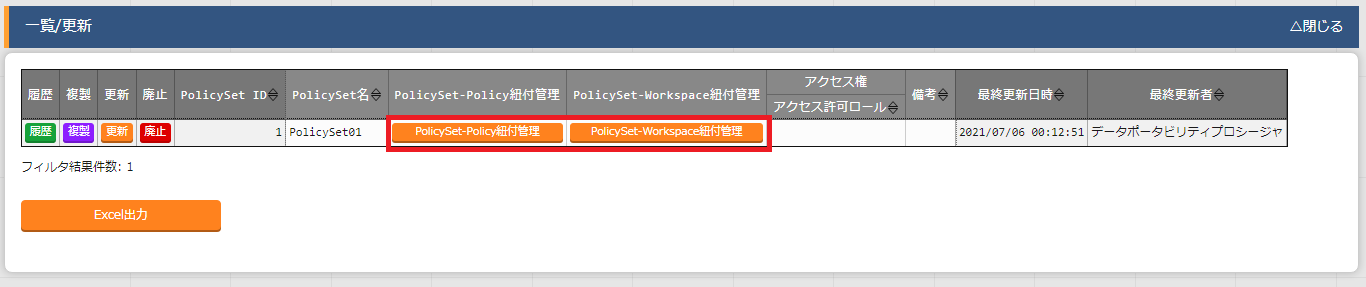 一覧/更新 △閉じる
履歴 複製 更新 廃止 PolicySet ID PolicySet名 PolicySet-Policy紐付管理 PolicySet-Workspace紐付管理 アクセス権 備考 最終更新日時 最終更新者
アクセス許可ロール
履歴 複製 更新 廃止 1 PolicySet01 PolicySet-Policy紐付管理 PolicySet-Workspace紐付管理 2021/07/06 00:12:51 データポータビリティプロシージャ
フィルタ結果件数: 1
Excel出力